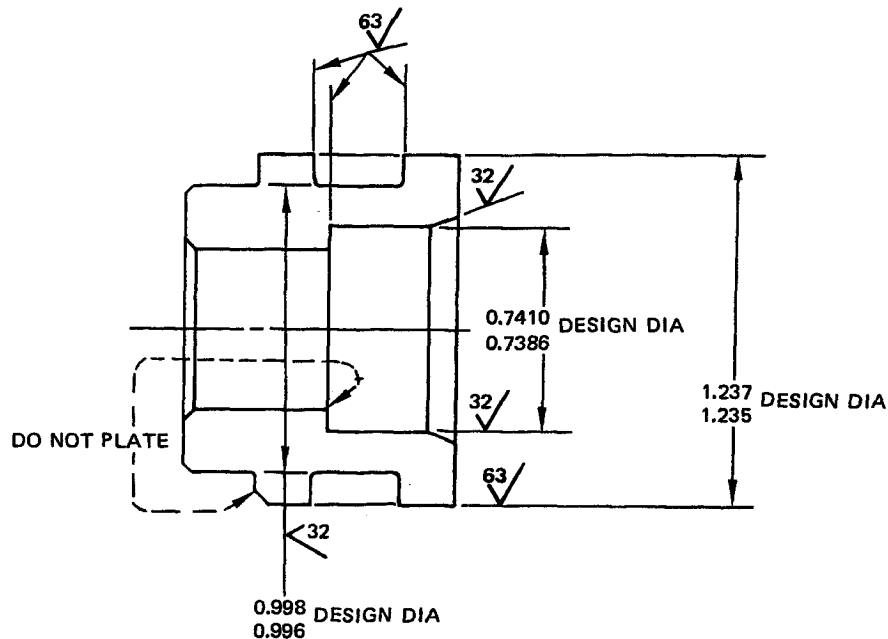 63
32
0.7410
0.7386 DESIGN DIA
1.237
1.235 DESIGN DIA
32
DO NOT PLATE
63
32
0.998
0.996 DESIGN DIA